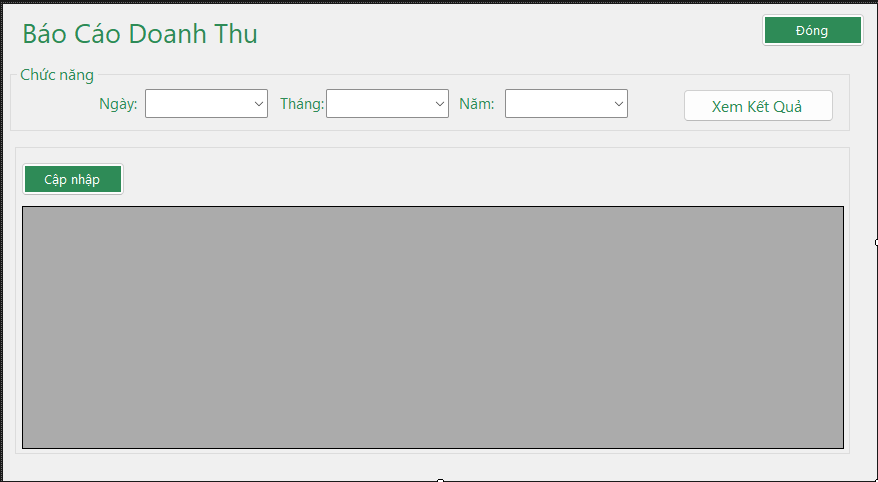 Báo Cáo Doanh Thu
Đóng
Chức năng
Ngày: Tháng: Năm: Xem Kết Quả
Cập nhập